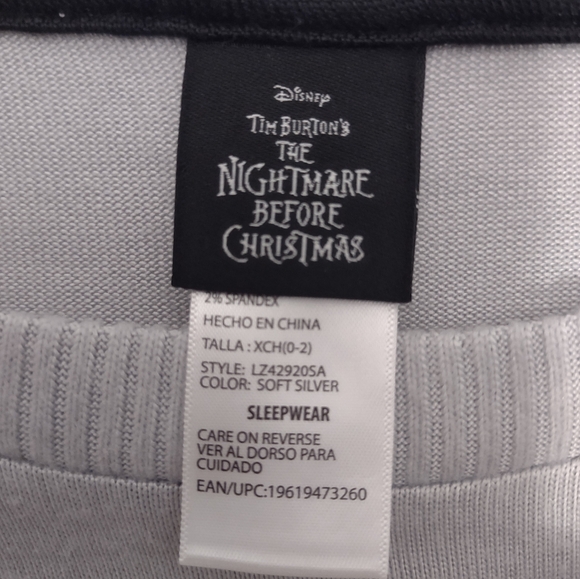 Disney
TIM BURTON'S
THE
NIGHTMARE
BEFORE
CHRISTMAS
2% SPANDEX
HECHO EN CHINA
TALLA : XCH(0-2)
STYLE: LZ42920SA
COLOR: SOFT SILVER
SLEEPWEAR
CARE ON REVERSE
VER AL DORSO PARA
CUIDADO
EAN/UPC:19619473260